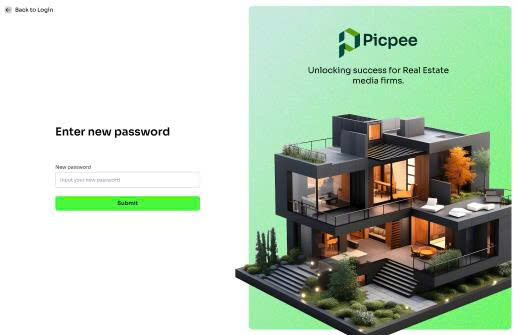 Back to Login
Enter new password
New password
Input your new password
Submit
Picpee
Unlocking success for Real Estate
media firms.